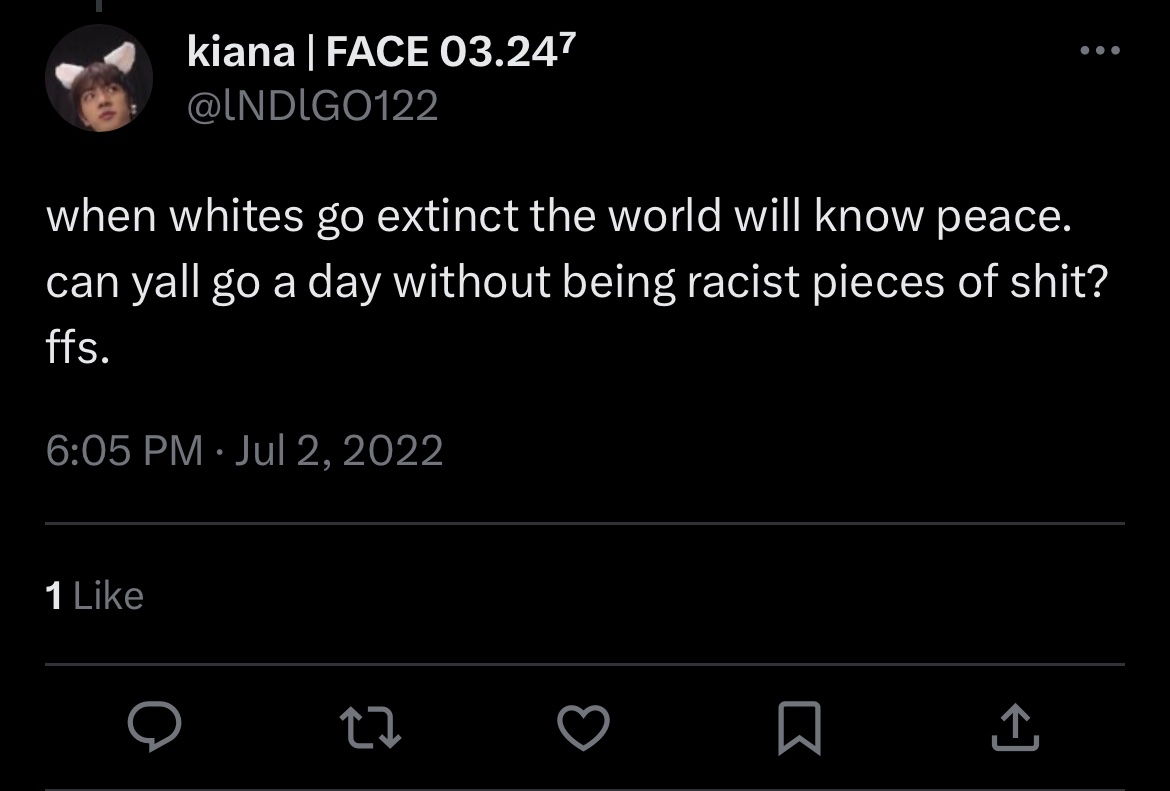 kiana | FACE 03.24⁷
@lNDlGO122
when whites go extinct the world will know peace.
can yall go a day without being racist pieces of shit?
ffs.
6:05 PM · Jul 2, 2022
1 Like